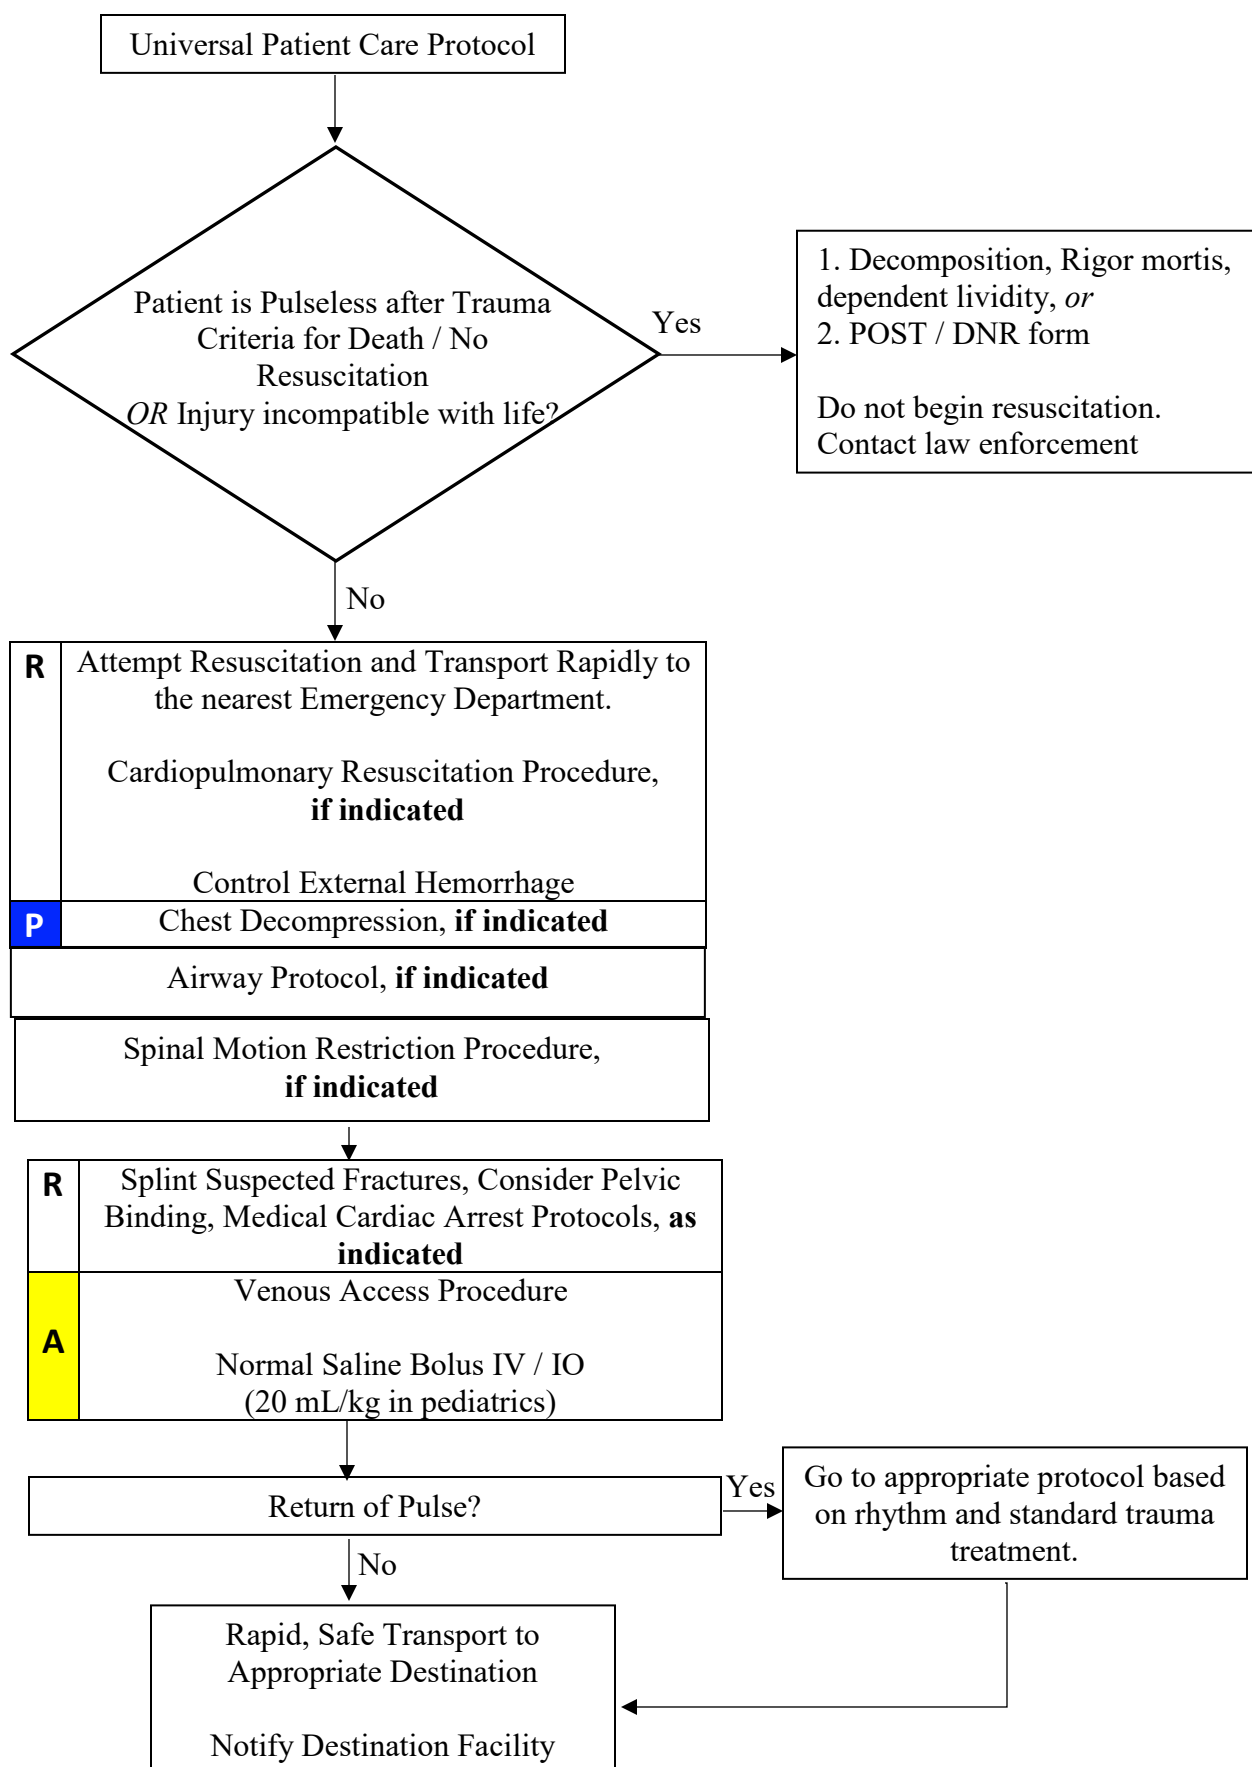 Universal Patient Care Protocol
Patient is Pulseless after Trauma
Criteria for Death / No
Resuscitation
OR Injury incompatible with life?
Yes
1. Decomposition, Rigor mortis,
dependent lividity, or
2. POST / DNR form
Do not begin resuscitation.
Contact law enforcement
No
R
Attempt Resuscitation and Transport Rapidly to
the nearest Emergency Department.
Cardiopulmonary Resuscitation Procedure,
if indicated
Control External Hemorrhage
P
Chest Decompression, if indicated
Airway Protocol, if indicated
Spinal Motion Restriction Procedure,
if indicated
R
Splint Suspected Fractures, Consider Pelvic
Binding, Medical Cardiac Arrest Protocols, as
indicated
A
Venous Access Procedure
Normal Saline Bolus IV / IO
(20 mL/kg in pediatrics)
Return of Pulse?
Yes
Go to appropriate protocol based
on rhythm and standard trauma
treatment.
No
Rapid, Safe Transport to
Appropriate Destination
Notify Destination Facility